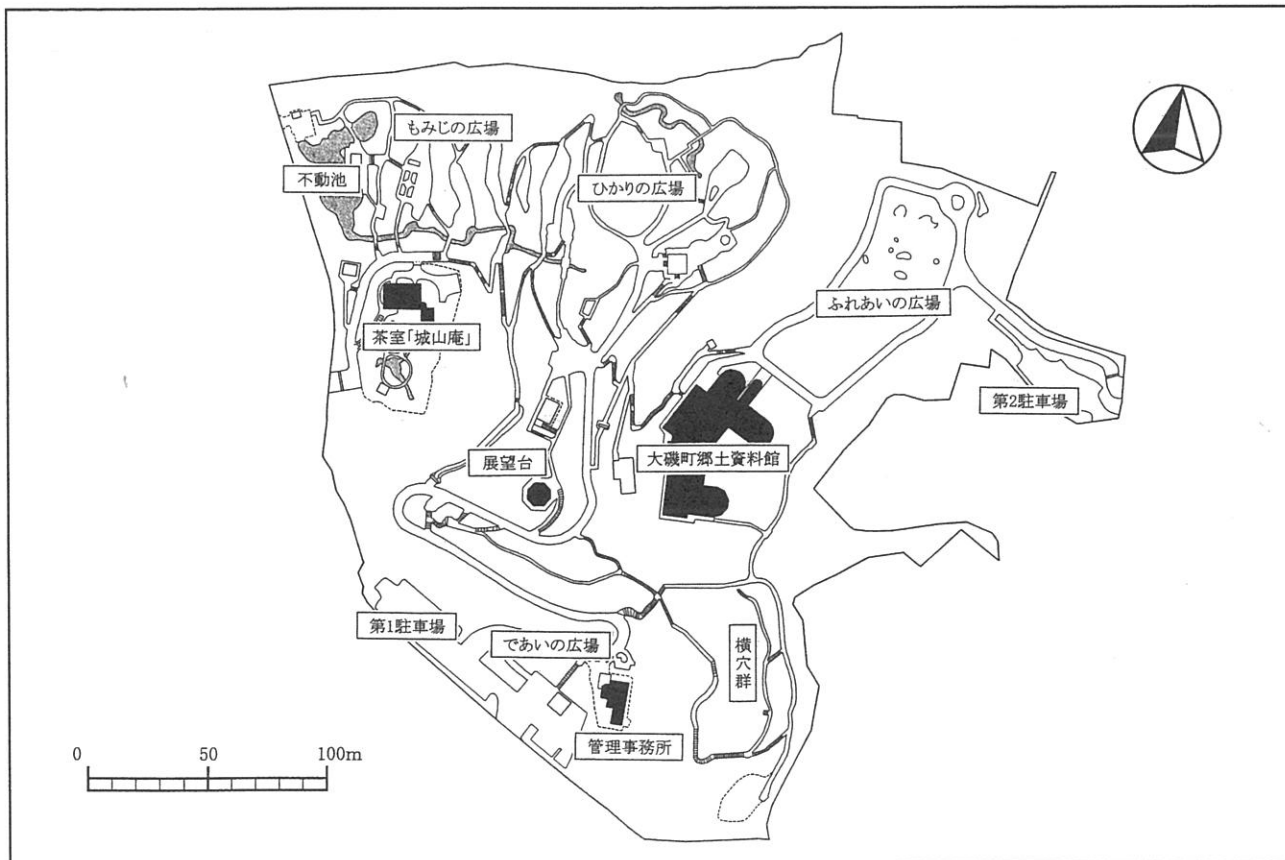 もみじの広場
不動池
ひかりの広場
ふれあいの広場
茶室「城山庵」
第2駐車場
展望台
大磯町郷土資料館
第1駐車場
であいの広場
横穴群
管理事務所
0 50 100m